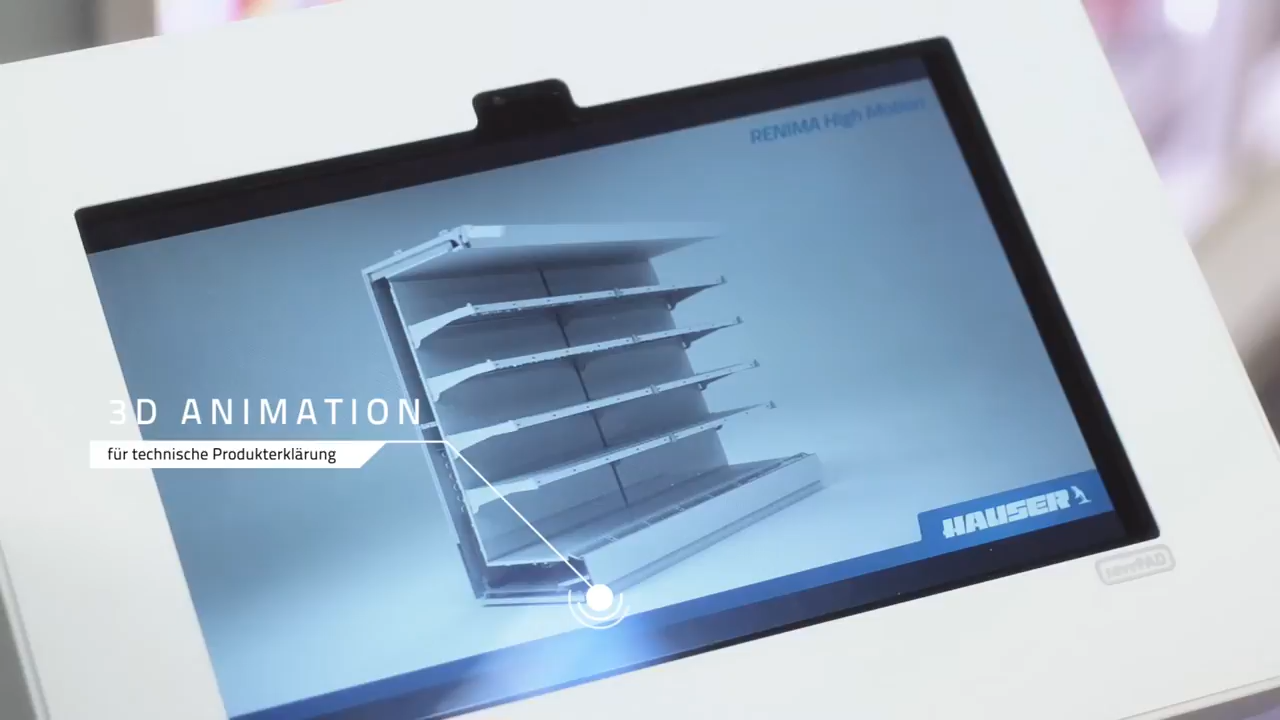 RENIMA High Motion
3D ANIMATION
für technische Produkterklärung
HAUSER